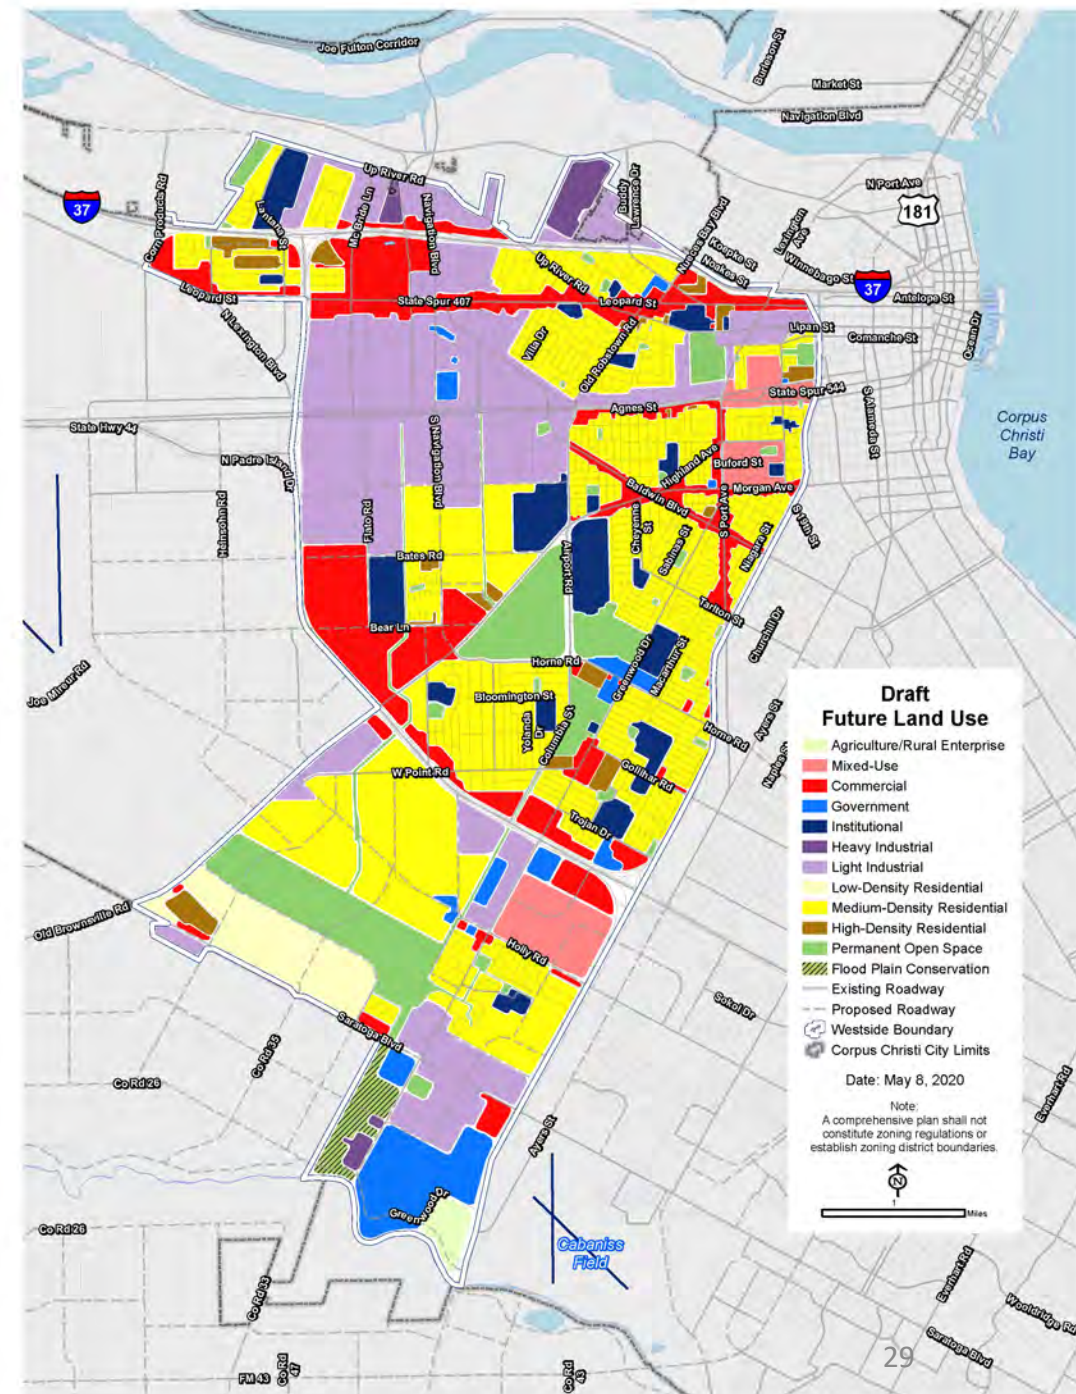 Joe Fulton Corridor
Burleson St
Market St
Navigation Blvd
Up River Rd
Buddy
Lawrence Dr
N Port Ave
181
37
Corn Products Rd
Lantana St
Mc Bride Ln
Navigation Blvd
Nueces Bay Blvd
Koepke St
Noakes St
Lexington
Ave
Winnebago St
37
Up River Rd
Leopard St
State Spur 407
Leopard St
Antelope St
Lipan St
Comanche St
Ocean Dr
N Lexington Blvd
Villa Dr
Old Robstown Rd
State Spur 544
S Alameda St
Agnes St
State Hwy 44
S Navigation Blvd
Corpus
Christi
Bay
N Padre Island Dr
Highland Ave
Buford St
Baldwin Blvd
Morgan Ave
Heinsohn Rd
Flato Rd
S Port Ave
S 19th St
Cheyenne
St
Sabinas St
Niagara St
Bates Rd
Airport Rd
Tarlton St
Bear Ln
Churchill Dr
Greenwood Dr
Macarthur St
Horne Rd
Joe Mireur Rd
Bloomington St
Yolanda
Dr
Columbia St
Horne Rd
Ayers St
Naples St
W Point Rd
Gollihar Rd
Trojan Dr
Old Brownsville Rd
Holly Rd
Sokol Dr
Saratoga Blvd
Co Rd 35
Co Rd 26
Ayers St
Everhart Rd
Greenwood Dr
Co Rd 26
Cabaniss
Field
Co Rd 33
Everhart Rd
Wooldridge Rd
Saratoga Blvd
FM 43
Co Rd
47
Co Rd
43
Draft
Future Land Use
Agriculture/Rural Enterprise
Mixed-Use
Commercial
Government
Institutional
Heavy Industrial
Light Industrial
Low-Density Residential
Medium-Density Residential
High-Density Residential
Permanent Open Space
Flood Plain Conservation
Existing Roadway
Proposed Roadway
Westside Boundary
Corpus Christi City Limits
Date: May 8, 2020
Note:
A comprehensive plan shall not
constitute zoning regulations or
establish zoning district boundaries.
N
1
Miles
29